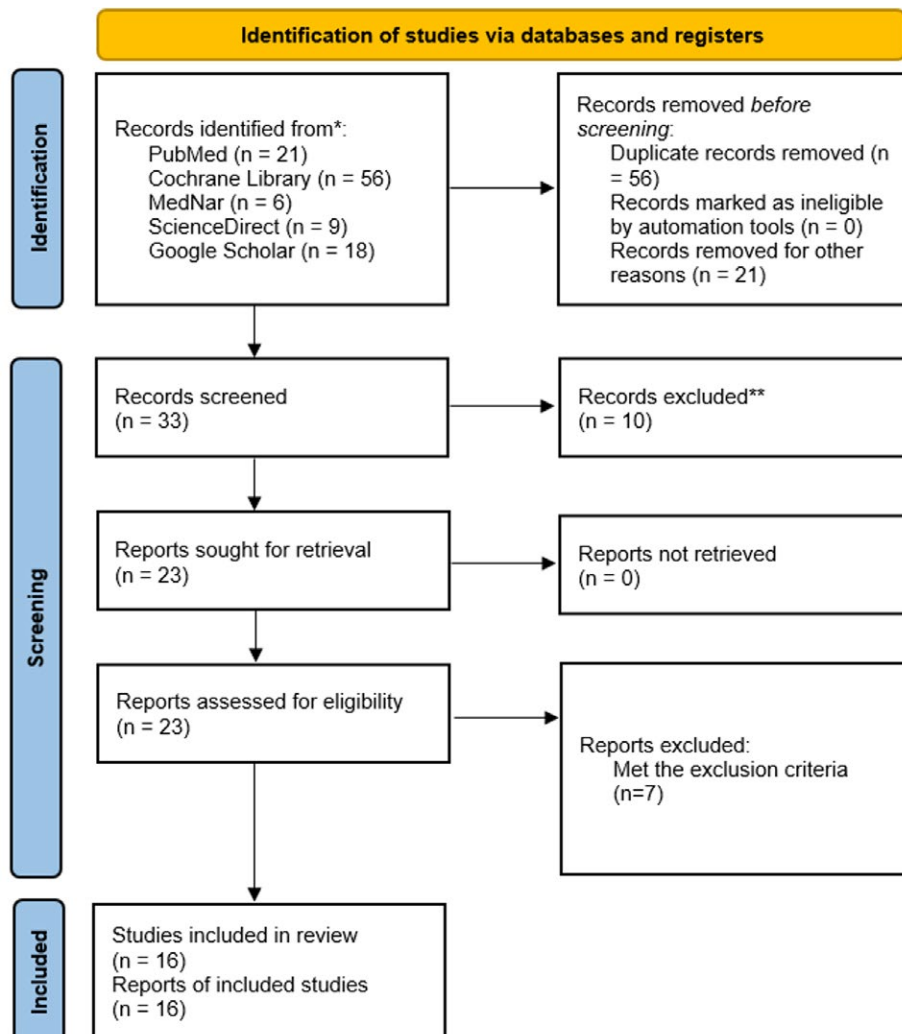 Identification of studies via databases and registers
Identification
Records identified from*:
PubMed (n = 21)
Cochrane Library (n = 56)
MedNar (n = 6)
ScienceDirect (n = 9)
Google Scholar (n = 18)
Records removed before
screening:
Duplicate records removed (n
= 56)
Records marked as ineligible
by automation tools (n = 0)
Records removed for other
reasons (n = 21)
Screening
Records screened
(n = 33)
Records excluded**
(n = 10)
Reports sought for retrieval
(n = 23)
Reports not retrieved
(n = 0)
Reports assessed for eligibility
(n = 23)
Reports excluded:
Met the exclusion criteria
(n=7)
Included
Studies included in review
(n = 16)
Reports of included studies
(n = 16)